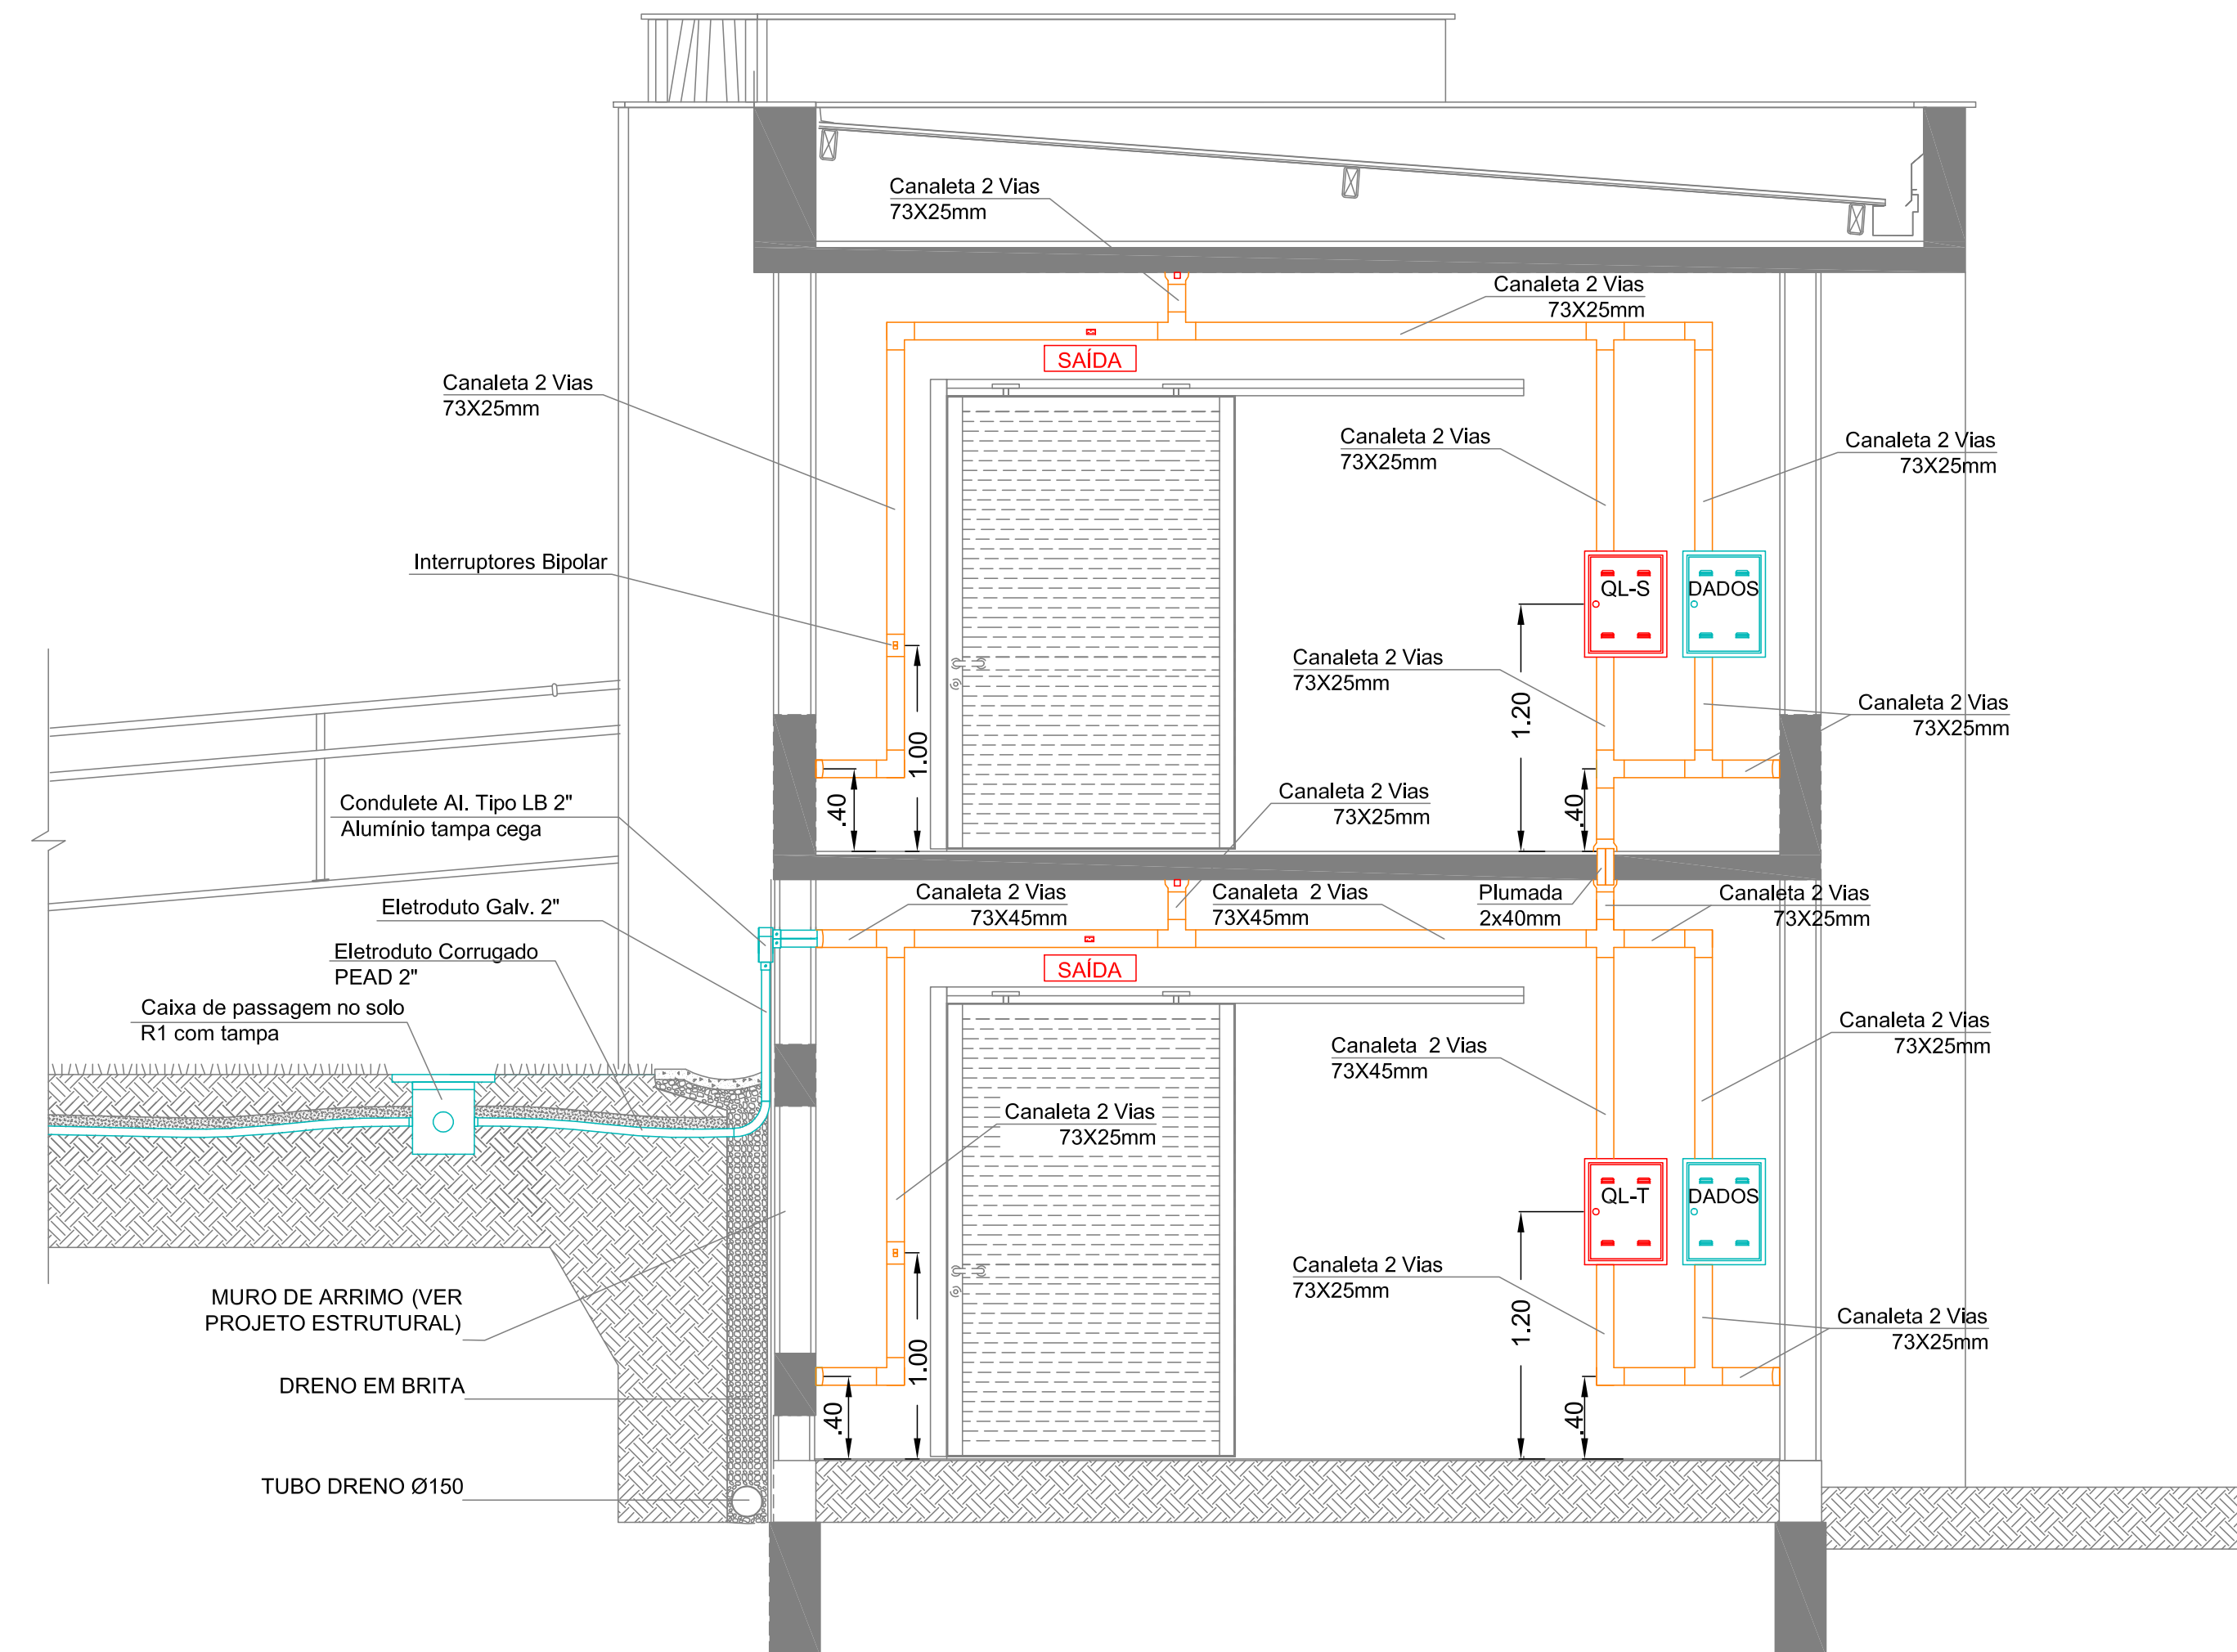 Canaleta 2 Vias
73X25mm
Canaleta 2 Vias
73X25mm
SAÍDA
Canaleta 2 Vias
73X25mm
Canaleta 2 Vias
73X25mm
Canaleta 2 Vias
73X25mm
Interruptores Bipolar
QL-S
DADOS
Canaleta 2 Vias
73X25mm
1.20
Canaleta 2 Vias
73X25mm
1.00
.40
.40
Condulete Al. Tipo LB 2"
Alumínio tampa cega
Canaleta 2 Vias
73X25mm
Eletroduto Galv. 2"
Canaleta 2 Vias
73X45mm
Canaleta 2 Vias
73X45mm
Plumada
2x40mm
Canaleta 2 Vias
73X25mm
Eletroduto Corrugado
PEAD 2"
SAÍDA
Caixa de passagem no solo
R1 com tampa
Canaleta 2 Vias
73X45mm
Canaleta 2 Vias
73X25mm
Canaleta 2 Vias
73X25mm
QL-T
DADOS
Canaleta 2 Vias
73X25mm
1.20
MURO DE ARRIMO (VER
PROJETO ESTRUTURAL)
Canaleta 2 Vias
73X25mm
1.00
DRENO EM BRITA
.40
.40
TUBO DRENO Ø150